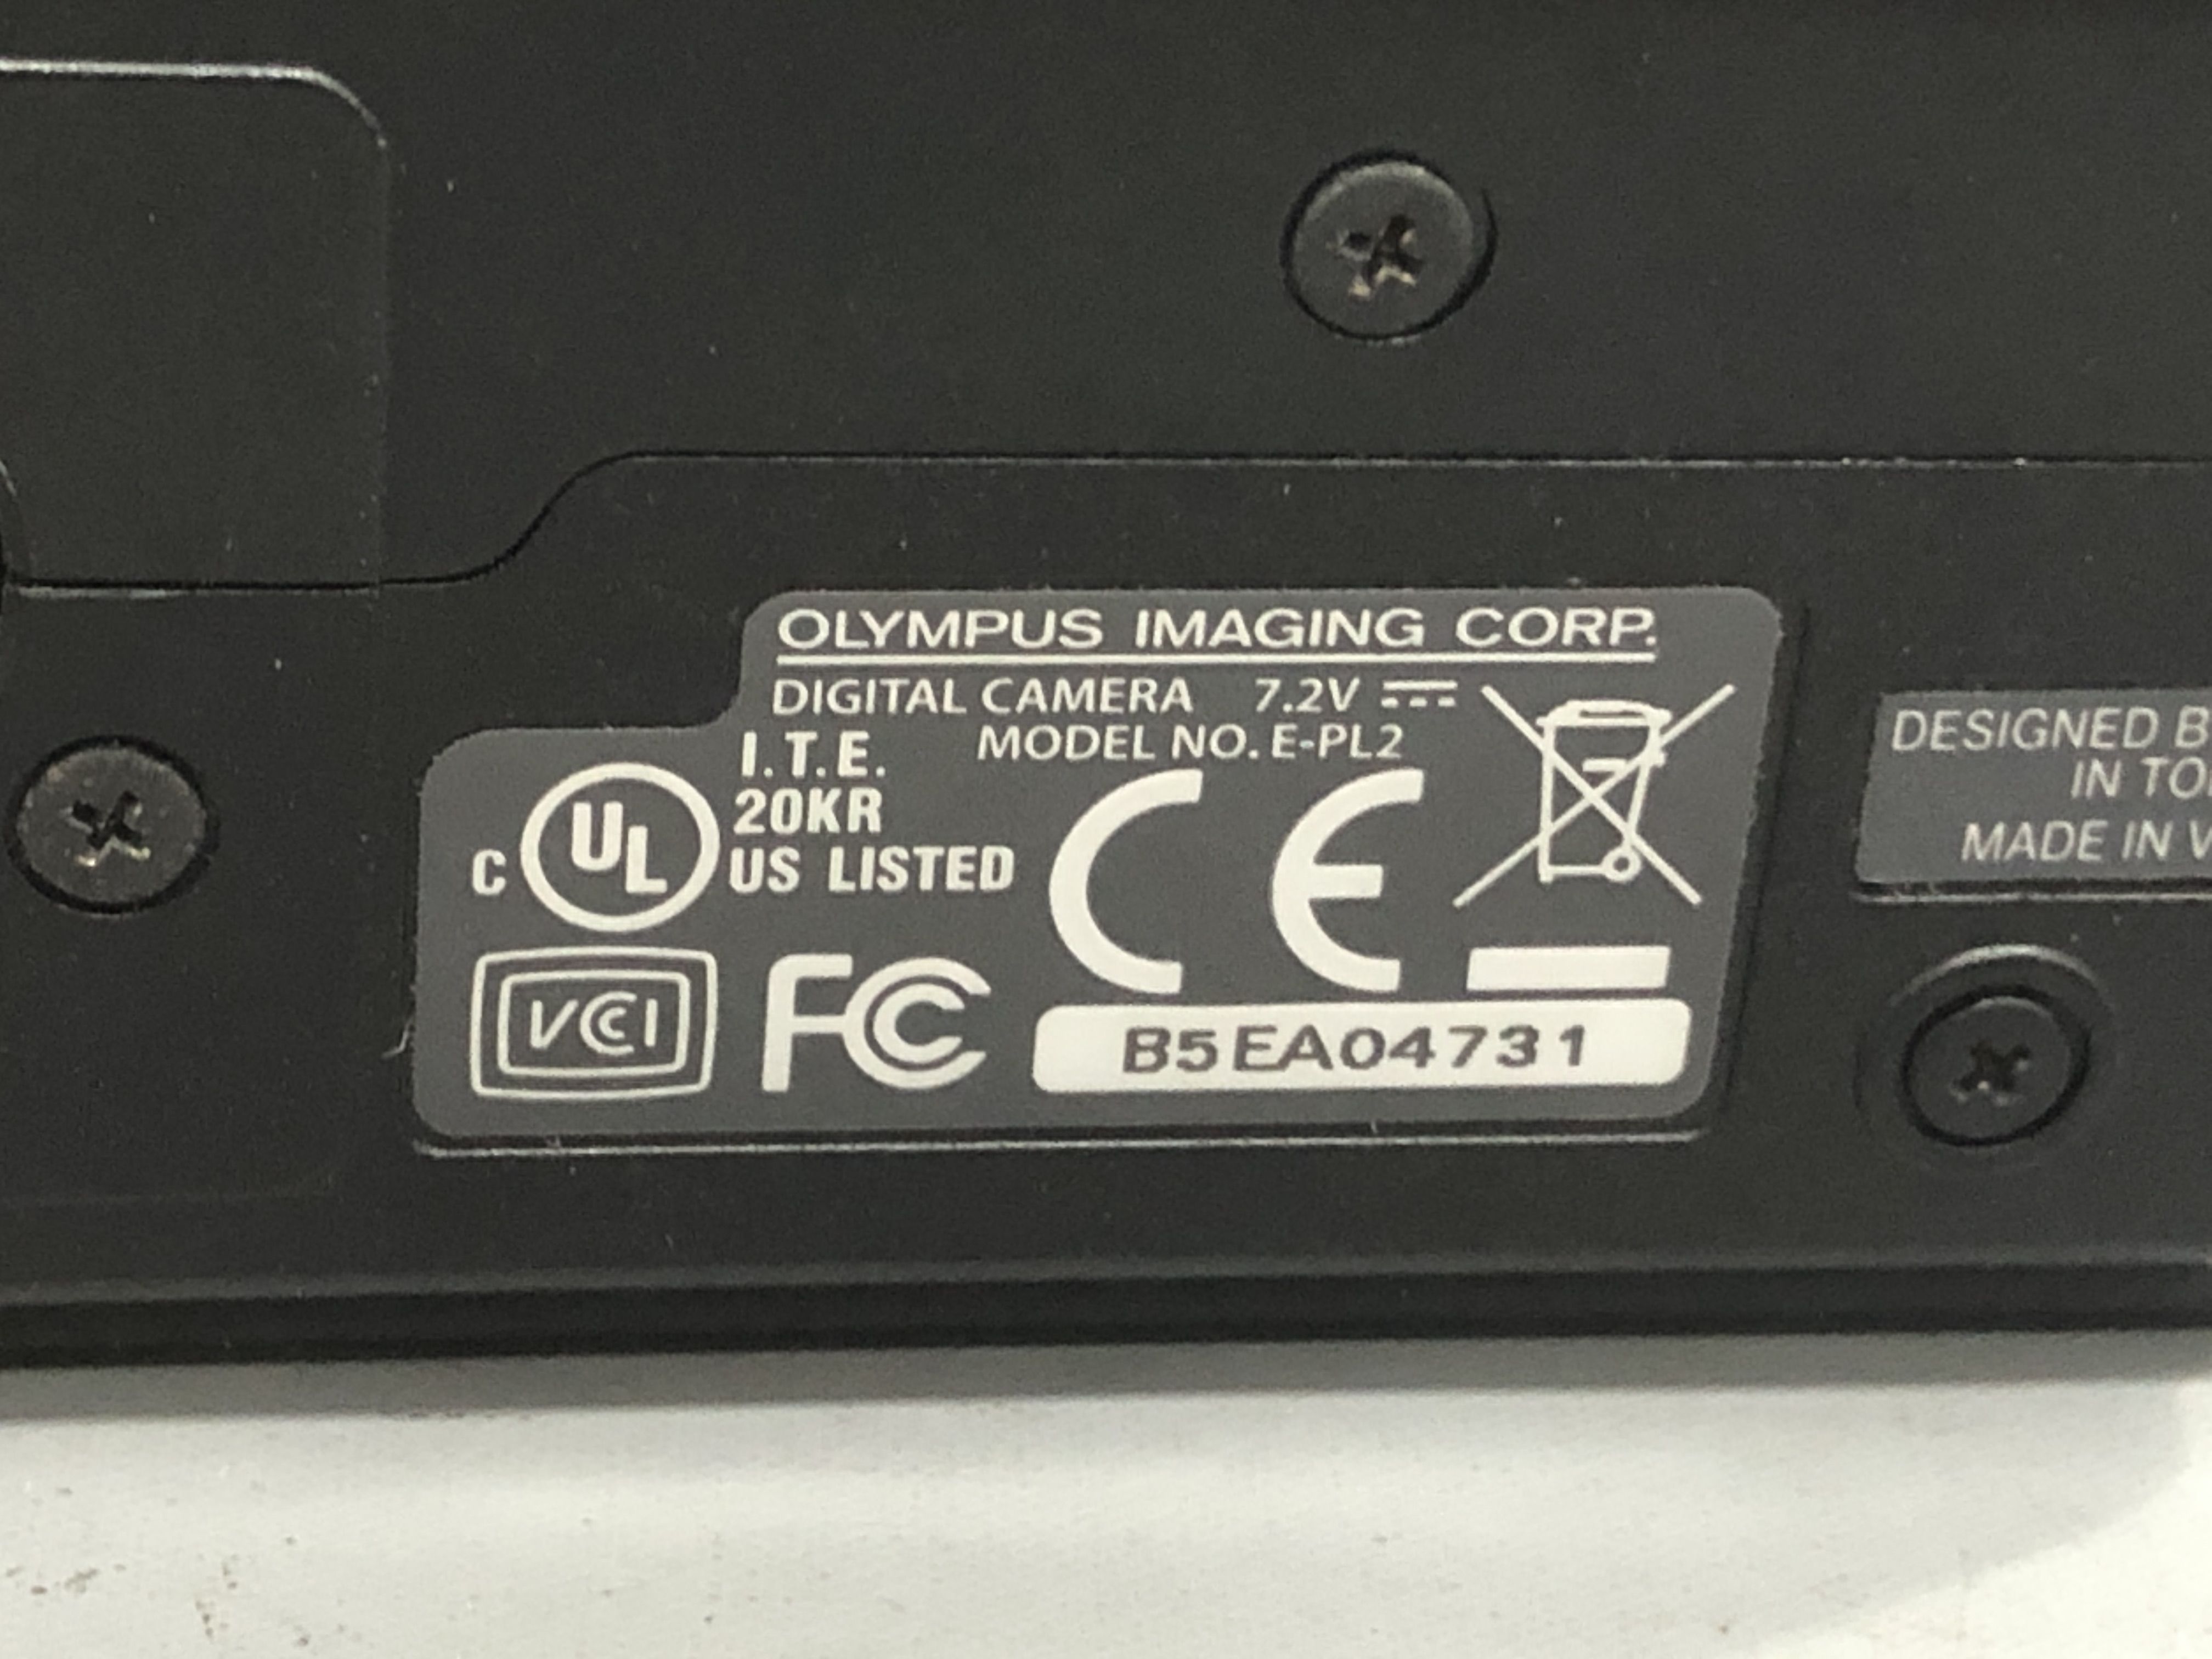 OLYMPUS IMAGING CORP.
DIGITAL CAMERA 7.2V
I.T.E. MODEL NO. E-PL2
20KR
C UL US LISTED
CE
VCCI FC
B5EA04731
DESIGNED B
IN TO
MADE IN V